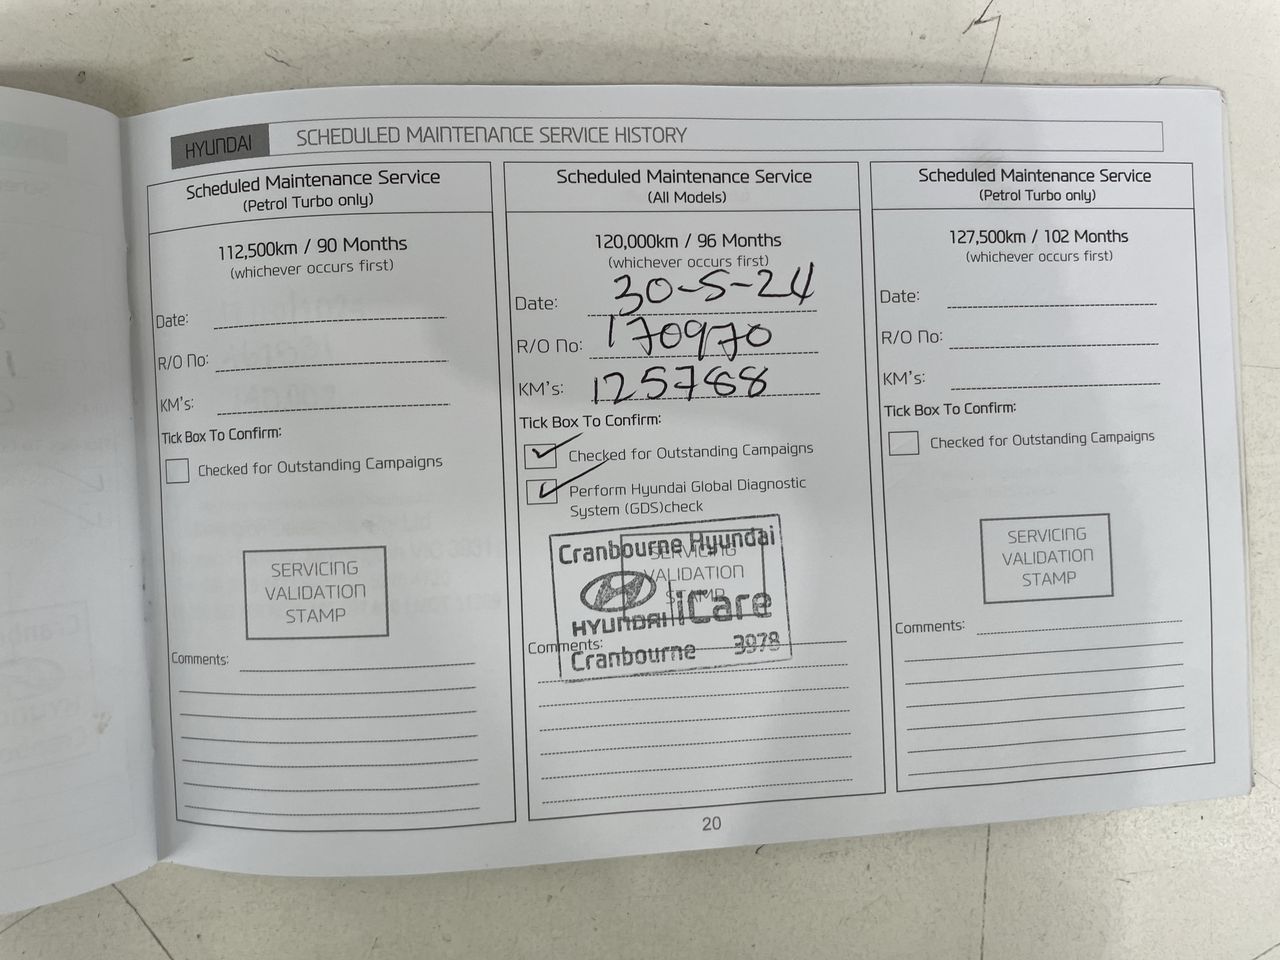 HYUNDAI SCHEDULED MAINTENANCE SERVICE HISTORY
Scheduled Maintenance Service
(Petrol Turbo only)
112,500km / 90 Months
(whichever occurs first)
Date:
R/O No:
KM's:
Tick Box To Confirm:
Checked for Outstanding Campaigns
SERVICING
VALIDATION
STAMP
Comments:
Scheduled Maintenance Service
(All Models)
120,000km / 96 Months
(whichever occurs first)
Date: 30-5-24
R/O No: 170970
KM's: 125788
Tick Box To Confirm:
Checked for Outstanding Campaigns
Perform Hyundai Global Diagnostic
System (GDS)check
SERVICING
VALIDATION
STAMP
Cranbourne Hyundai
HYUNDAI iCare
Cranbourne 3978
Comments:
Scheduled Maintenance Service
(Petrol Turbo only)
127,500km / 102 Months
(whichever occurs first)
Date:
R/O No:
KM's:
Tick Box To Confirm:
Checked for Outstanding Campaigns
SERVICING
VALIDATION
STAMP
Comments:
20